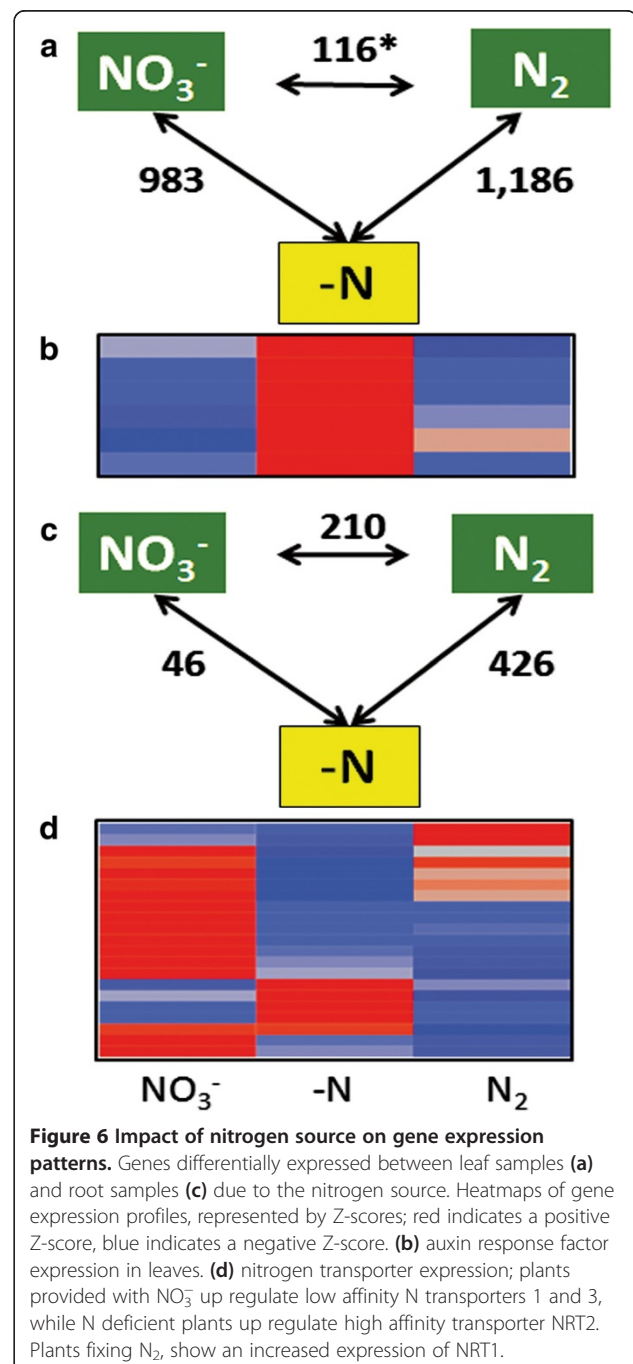 a
116*
NO₃⁻
N₂
983
1,186
-N
b
c
210
NO₃⁻
N₂
46
426
-N
d
NO₃⁻ -N N₂
Figure 6 Impact of nitrogen source on gene expression
patterns. Genes differentially expressed between leaf samples (a)
and root samples (c) due to the nitrogen source. Heatmaps of gene
expression profiles, represented by Z-scores; red indicates a positive
Z-score, blue indicates a negative Z-score. (b) auxin response factor
expression in leaves. (d) nitrogen transporter expression; plants
provided with NO₃⁻ up regulate low affinity N transporters 1 and 3,
while N deficient plants up regulate high affinity transporter NRT2.
Plants fixing N₂, show an increased expression of NRT1.